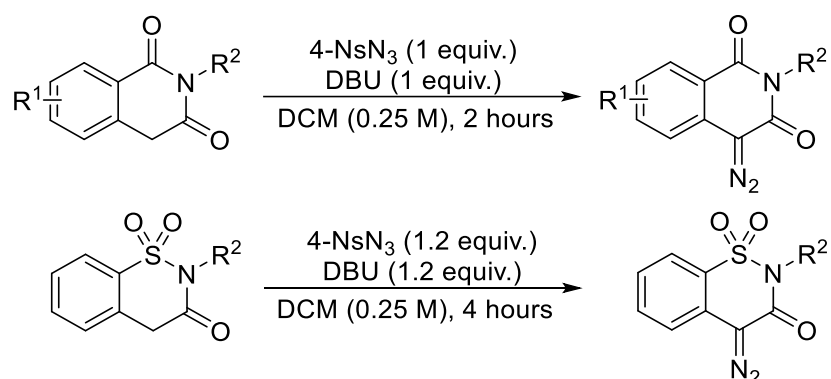 O
4-NsN3 (1 equiv.)
O
N R2
DBU (1 equiv.)
N R2
R1
R1
O
DCM (0.25 M), 2 hours
O
N2
O O
O O
4-NsN3 (1.2 equiv.)
S N R2
DBU (1.2 equiv.)
S N R2
O
DCM (0.25 M), 4 hours
O
N2